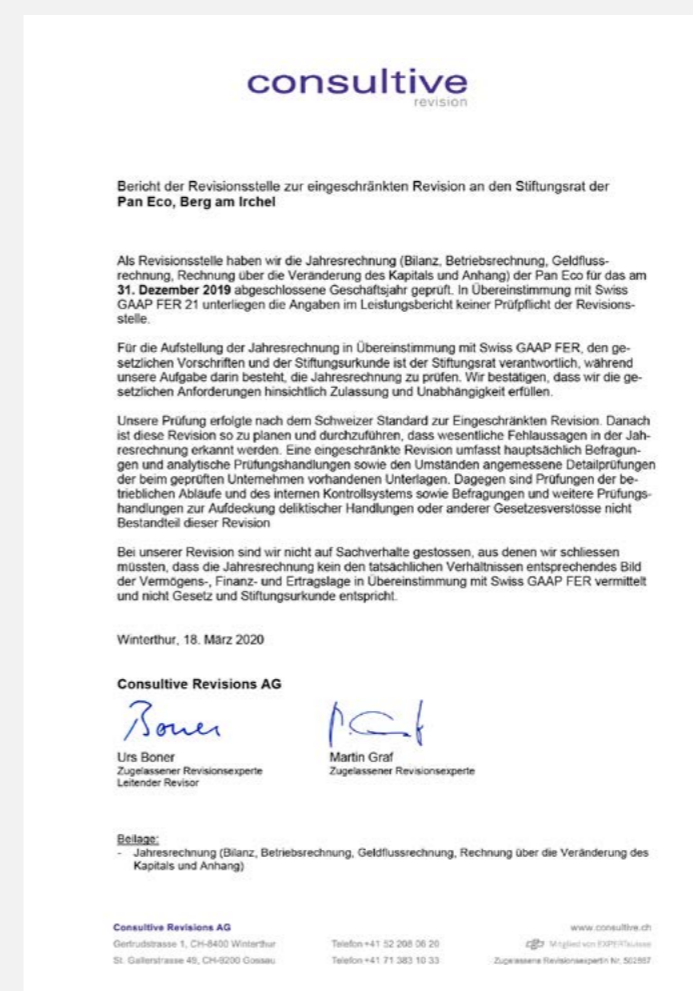 consultive
revision
Bericht der Revisionsstelle zur eingeschränkten Revision an den Stiftungsrat der
Pan Eco, Berg am Irchel
Als Revisionsstelle haben wir die Jahresrechnung (Bilanz, Betriebsrechnung, Geldfluss-
rechnung, Rechnung über die Veränderung des Kapitals und Anhang) der Pan Eco für das am
31. Dezember 2019 abgeschlossene Geschäftsjahr geprüft. In Übereinstimmung mit Swiss
GAAP FER 21 unterliegen die Angaben im Leistungsbericht keiner Prüfpflicht der Revisions-
stelle.
Für die Aufstellung der Jahresrechnung in Übereinstimmung mit Swiss GAAP FER, den ge-
setzlichen Vorschriften und der Stiftungsurkunde ist der Stiftungsrat verantwortlich, während
unsere Aufgabe darin besteht, die Jahresrechnung zu prüfen. Wir bestätigen, dass wir die ge-
setzlichen Anforderungen hinsichtlich Zulassung und Unabhängigkeit erfüllen.
Unsere Prüfung erfolgte nach dem Schweizer Standard zur Eingeschränkten Revision. Danach
ist diese Revision so zu planen und durchzuführen, dass wesentliche Fehlaussagen in der Jah-
resrechnung erkannt werden. Eine eingeschränkte Revision umfasst hauptsächlich Befragun-
gen und analytische Prüfungshandlungen sowie den Umständen angemessene Detailprüfungen
der beim geprüften Unternehmen vorhandenen Unterlagen. Dagegen sind Prüfungen der be-
trieblichen Abläufe und des internen Kontrollsystems sowie Befragungen und weitere Prüfungs-
handlungen zur Aufdeckung deliktischer Handlungen oder anderer Gesetzesverstösse nicht
Bestandteil dieser Revision
Bei unserer Revision sind wir nicht auf Sachverhalte gestossen, aus denen wir schliessen
müssten, dass die Jahresrechnung kein den tatsächlichen Verhältnissen entsprechendes Bild
der Vermögens-, Finanz- und Ertragslage in Übereinstimmung mit Swiss GAAP FER vermittelt
und nicht Gesetz und Stiftungsurkunde entspricht.
Winterthur, 18. März 2020
Consultive Revisions AG
Boner
Urs Boner
Martin Graf
Zugelassener Revisionsexperte
Zugelassener Revisionsexperte
Leitender Revisor
Beilage:
- Jahresrechnung (Bilanz, Betriebsrechnung, Geldflussrechnung, Rechnung über die Veränderung des
Kapitals und Anhang)
Consultive Revisions AG
www.consultive.ch
Gertrudstrasse 1, CH-8400 Winterthur
Telefon +41 52 208 06 20
Mitglied von EXPERTsuisse
St. Gallerstrasse 49, CH-9200 Gossau
Telefon +41 71 383 10 33
Zugelassene Revisionsexpertin Nr.